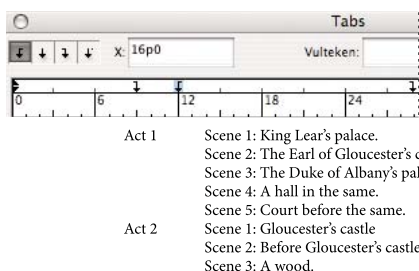 Tabs
X: 16p0 Vulteken:
0 6 12 18 24
Act 1 Scene 1: King Lear's palace.
Scene 2: The Earl of Gloucester's
Scene 3: The Duke of Albany's
Scene 4: A hall in the same.
Scene 5: Court before the same.
Act 2 Scene 1: Gloucester's castle
Scene 2: Before Gloucester's castle
Scene 3: A wood.